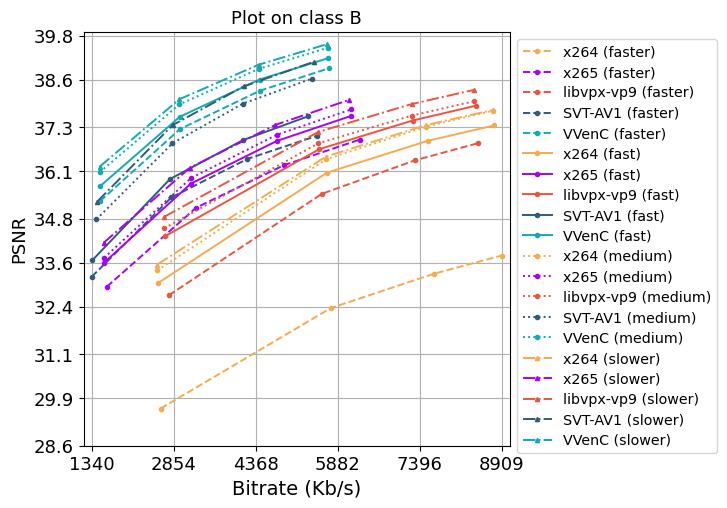 Plot on class B
PSNR
39.8
38.6
37.3
36.1
34.8
33.6
32.4
31.1
29.9
28.6
1340 2854 4368 5882 7396 8909
Bitrate (Kb/s)
x264 (faster)
x265 (faster)
libvpx-vp9 (faster)
SVT-AV1 (faster)
VVenC (faster)
x264 (fast)
x265 (fast)
libvpx-vp9 (fast)
SVT-AV1 (fast)
VVenC (fast)
x264 (medium)
x265 (medium)
libvpx-vp9 (medium)
SVT-AV1 (medium)
VVenC (medium)
x264 (slower)
x265 (slower)
libvpx-vp9 (slower)
SVT-AV1 (slower)
VVenC (slower)